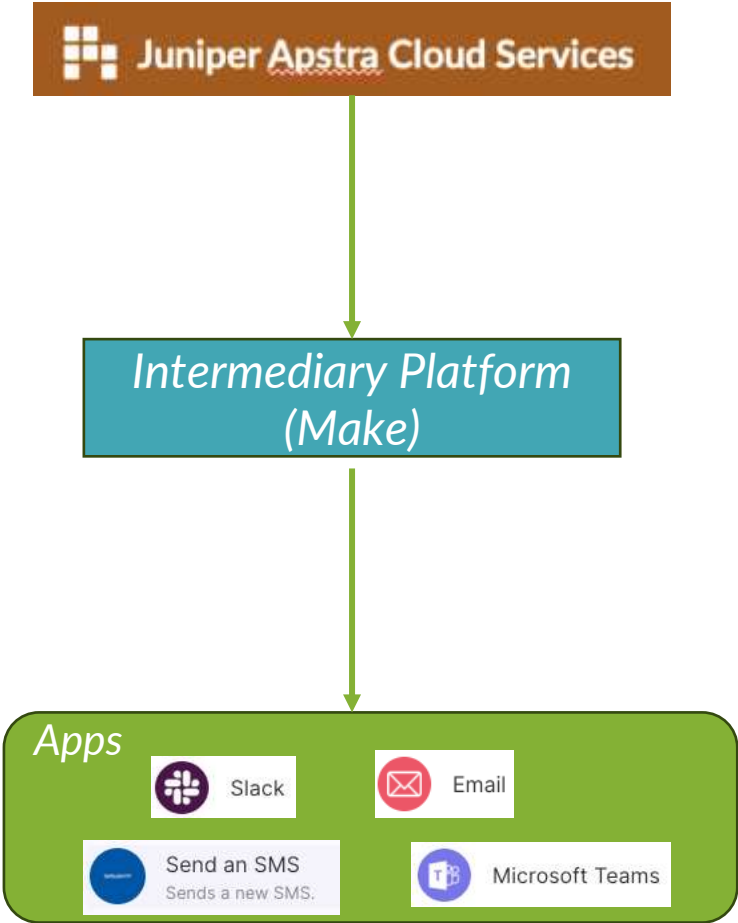 Juniper Apstra Cloud Services
Intermediary Platform
(Make)
Apps
Slack
Email
Send an SMS
Sends a new SMS.
Microsoft Teams